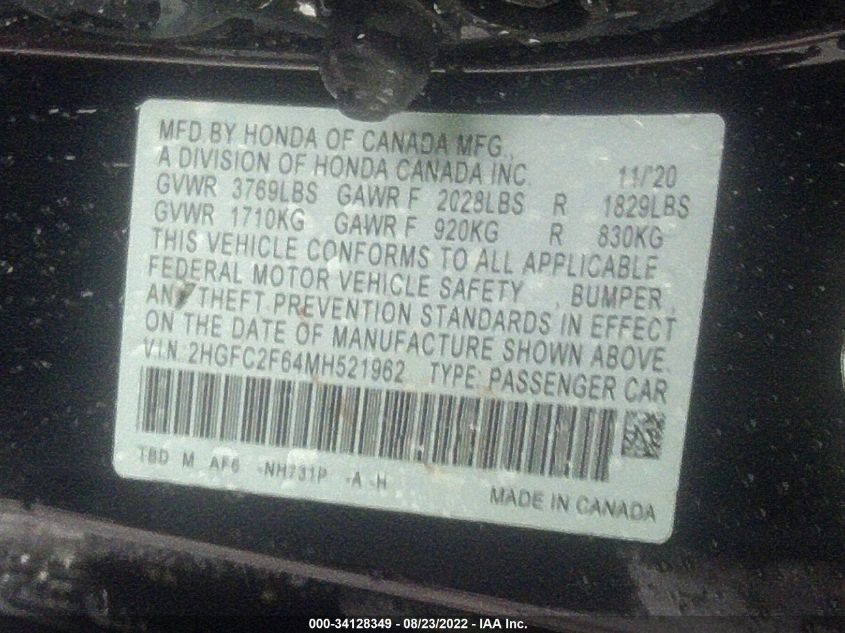 MFD BY HONDA OF CANADA MFG.,
A DIVISION OF HONDA CANADA INC. 11/'20
GVWR 3769LBS GAWR F 2028LBS R 1829LBS
GVWR 1710KG GAWR F 920KG R 830KG
THIS VEHICLE CONFORMS TO ALL APPLICABLE
FEDERAL MOTOR VEHICLE SAFETY , BUMPER ,
AND THEFT PREVENTION STANDARDS IN EFFECT
ON THE DATE OF MANUFACTURE SHOWN ABOVE.
V.I.N. 2HGFC2F64MH521962 TYPE: PASSENGER CAR
TBD M AF6 -NH731P -A -H
MADE IN CANADA
000-34128349 - 08/23/2022 - IAA Inc.